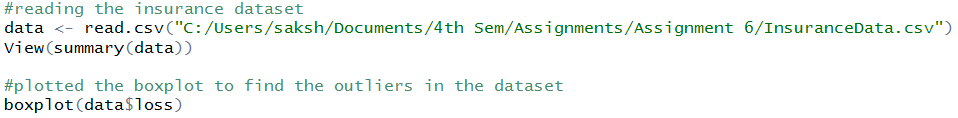 #reading the insurance dataset
data <- read.csv("C:/Users/saksh/Documents/4th Sem/Assignments/Assignment 6/InsuranceData.csv")
View(summary(data))
#plotted the boxplot to find the outliers in the dataset
boxplot(data$loss)